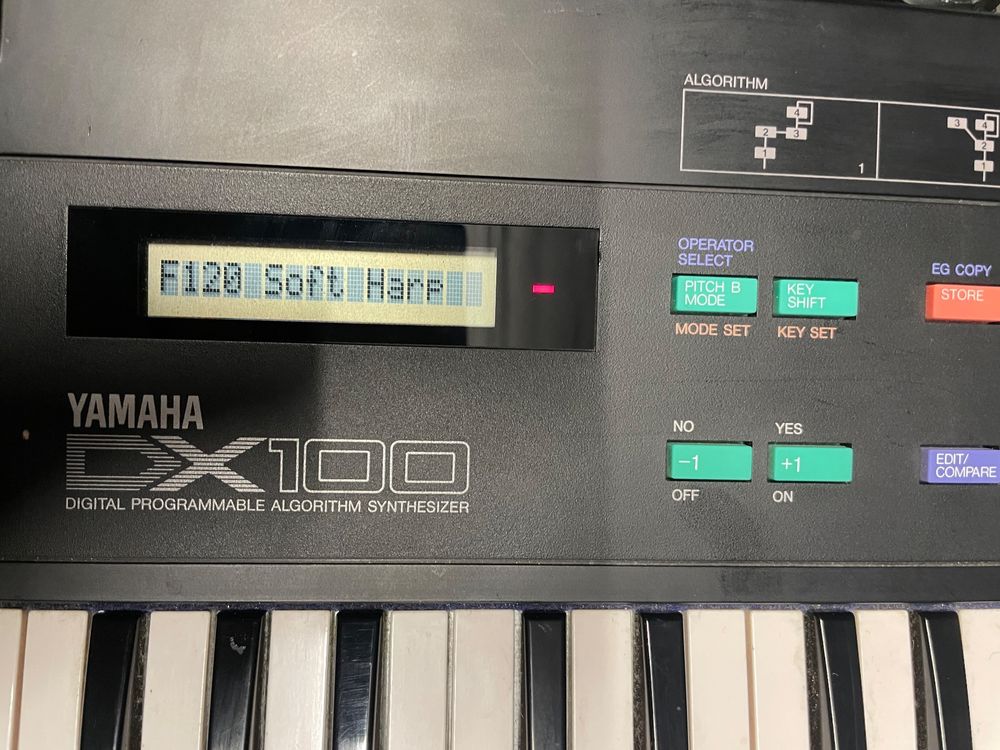 ALGORITHM
4
2 3
1
1
3 4
2
1
F120 Soft Harp
OPERATOR
SELECT
PITCH B
MODE
KEY
SHIFT
MODE SET
KEY SET
EG COPY
STORE
YAMAHA
DX100
DIGITAL PROGRAMMABLE ALGORITHM SYNTHESIZER
NO
YES
-1
+1
OFF
ON
EDIT/
COMPARE